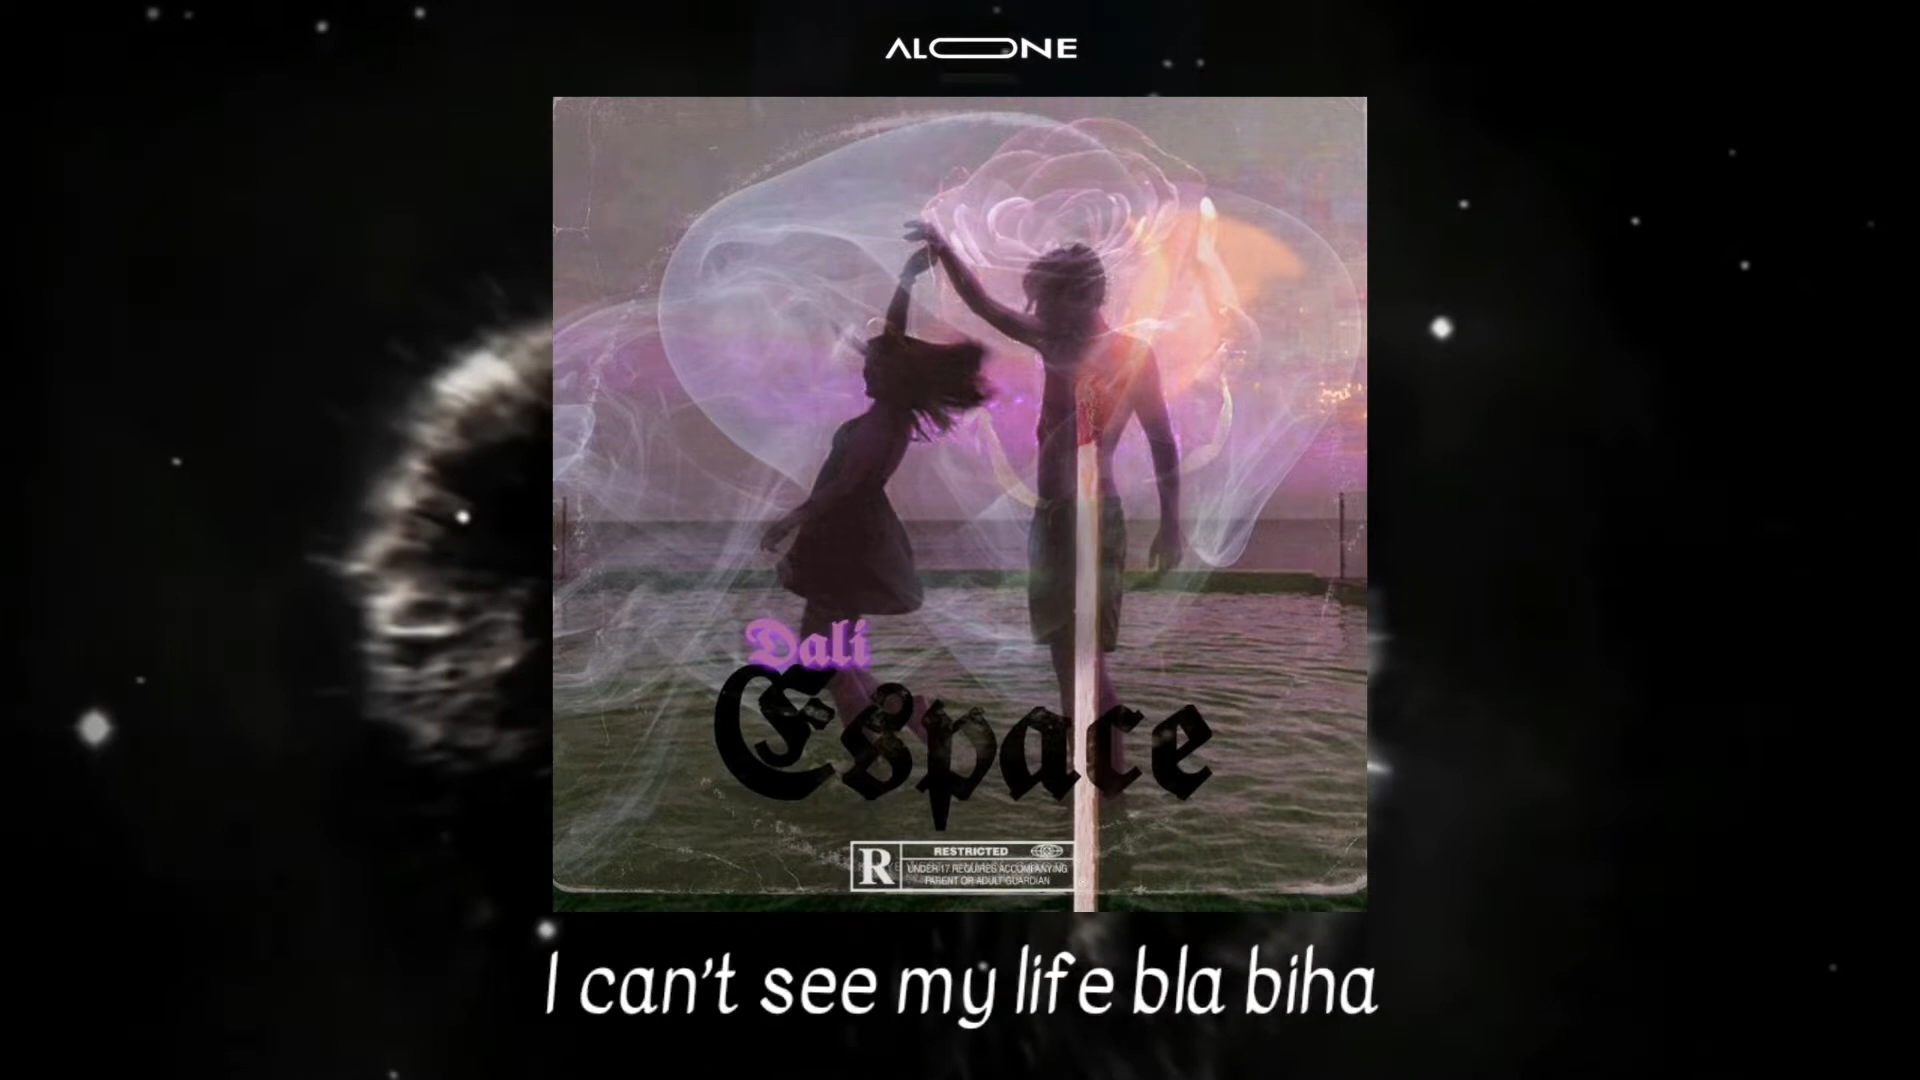 ALONE
Dali
Espace
R
RESTRICTED
UNDER 17 REQUIRES ACCOMPANYING
PARENT OR ADULT GUARDIAN
I can't see my life bla biha